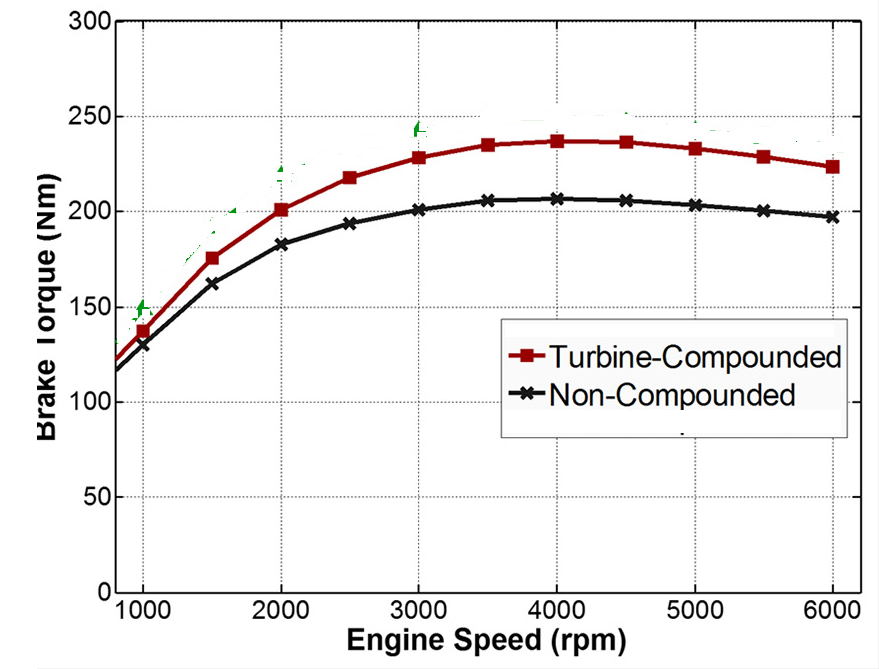 300
250
200
150
100
50
0
Brake Torque (Nm)
Turbine-Compounded
Non-Compounded
1000 2000 3000 4000 5000 6000
Engine Speed (rpm)